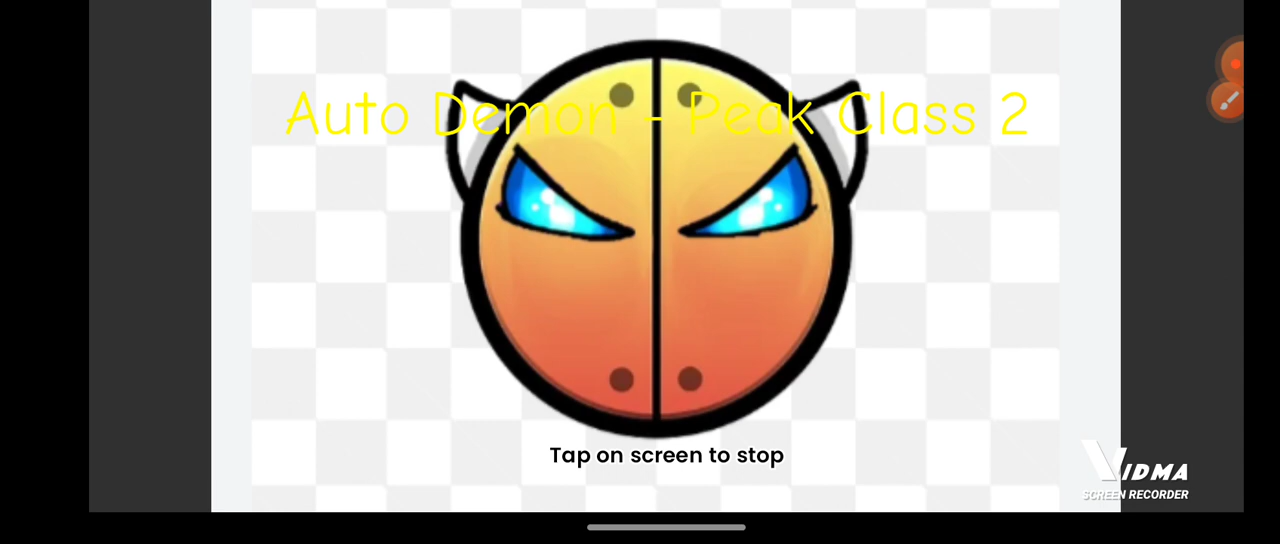 Auto Demon - Peak Class 2
Tap on screen to stop
VIDMA
SCREEN RECORDER